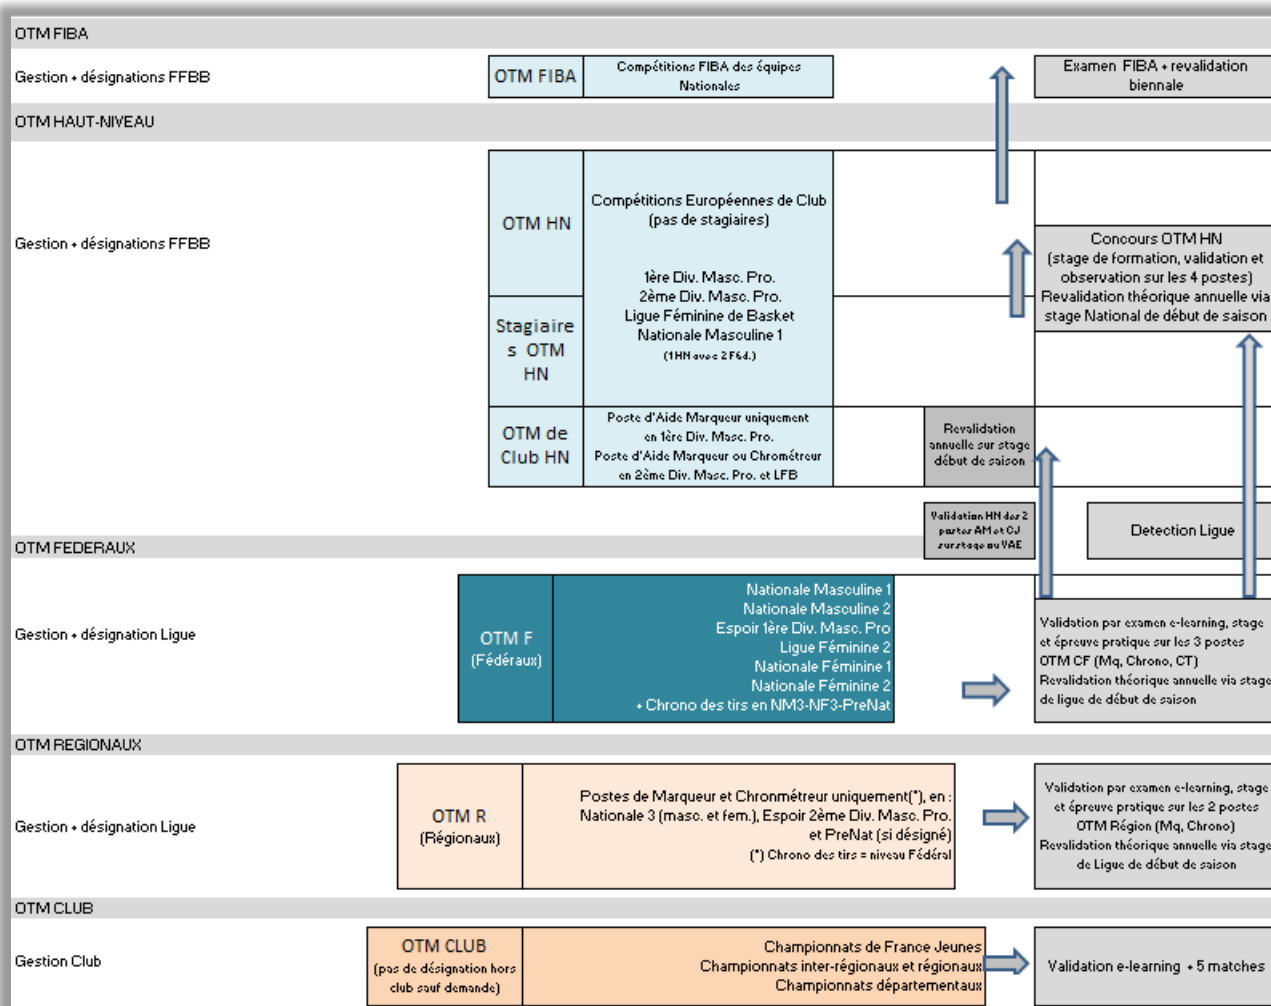 OTM FIBA
Gestion + désignations FFBB
OTM FIBA
Compétitions FIBA des équipes
Nationales
Examen FIBA + revalidation
biennale
OTM HAUT-NIVEAU
Gestion + désignations FFBB
OTM HN
Compétitions Européennes de Club
(pas de stagiaires)
1ère Div. Masc. Pro.
2ème Div. Masc. Pro.
Ligue Féminine de Basket
Nationale Masculine 1
(1HN avec 2 Féd.)
Stagiaire
s OTM
HN
Concours OTM HN
(stage de formation, validation et
observation sur les 4 postes)
Revalidation théorique annuelle via
stage National de début de saison
OTM de
Club HN
Poste d'Aide Marqueur uniquement
en 1ère Div. Masc. Pro.
Poste d'Aide Marqueur ou Chrométreur
en 2ème Div. Masc. Pro. et LFB
Revalidation
annuelle sur stage
début de saison
Validation HN des 2
postes AM et CJ
sur stage ou VAE
Detection Ligue
OTM FEDERAUX
Gestion + désignation Ligue
OTM F
(Fédéraux)
Nationale Masculine 1
Nationale Masculine 2
Espoir 1ère Div. Masc. Pro
Ligue Féminine 2
Nationale Féminine 1
Nationale Féminine 2
+ Chrono des tirs en NM3-NF3-PreNat
Validation par examen e-learning, stage
et épreuve pratique sur les 3 postes
OTM CF (Mq, Chrono, CT)
Revalidation théorique annuelle via stage
de ligue de début de saison
OTM REGIONAUX
Gestion + désignation Ligue
OTM R
(Régionaux)
Postes de Marqueur et Chronmétreur uniquement(*), en :
Nationale 3 (masc. et fem.), Espoir 2ème Div. Masc. Pro.
et PreNat (si désigné)
(*) Chrono des tirs = niveau Fédéral
Validation par examen e-learning, stage
et épreuve pratique sur les 2 postes
OTM Région (Mq, Chrono)
Revalidation théorique annuelle via stage
de Ligue de début de saison
OTM CLUB
Gestion Club
OTM CLUB
(pas de désignation hors
club sauf demande)
Championnats de France Jeunes
Championnats inter-régionaux et régionaux
Championnats départementaux
Validation e-learning + 5 matches